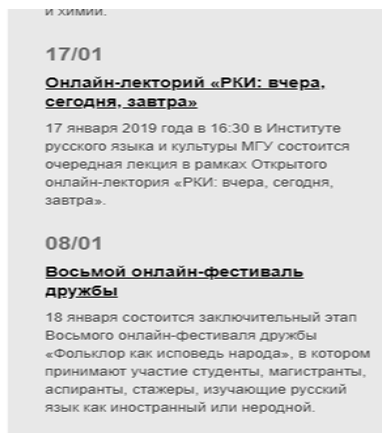 и химии.
17/01
Онлайн-лекторий «РКИ: вчера,
сегодня, завтра»
17 января 2019 года в 16:30 в Институте
русского языка и культуры МГУ состоится
очередная лекция в рамках Открытого
онлайн-лектория «РКИ: вчера, сегодня,
завтра».
08/01
Восьмой онлайн-фестиваль
дружбы
18 января состоится заключительный этап
Восьмого онлайн-фестиваля дружбы
«Фольклор как исповедь народа», в котором
принимают участие студенты, магистранты,
аспиранты, стажеры, изучающие русский
язык как иностранный или неродной.